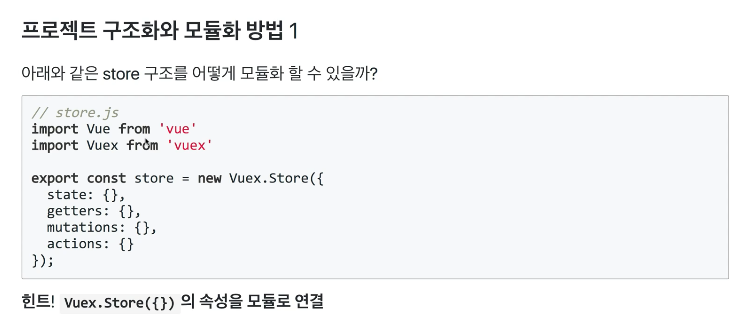 프로젝트 구조화와 모듈화 방법 1
아래와 같은 store 구조를 어떻게 모듈화 할 수 있을까?
// store.js
import Vue from 'vue'
import Vuex from 'vuex'
export const store = new Vuex.Store({
  state: {},
  getters: {},
  mutations: {},
  actions: {}
});
힌트! Vuex.Store({}) 의 속성을 모듈로 연결